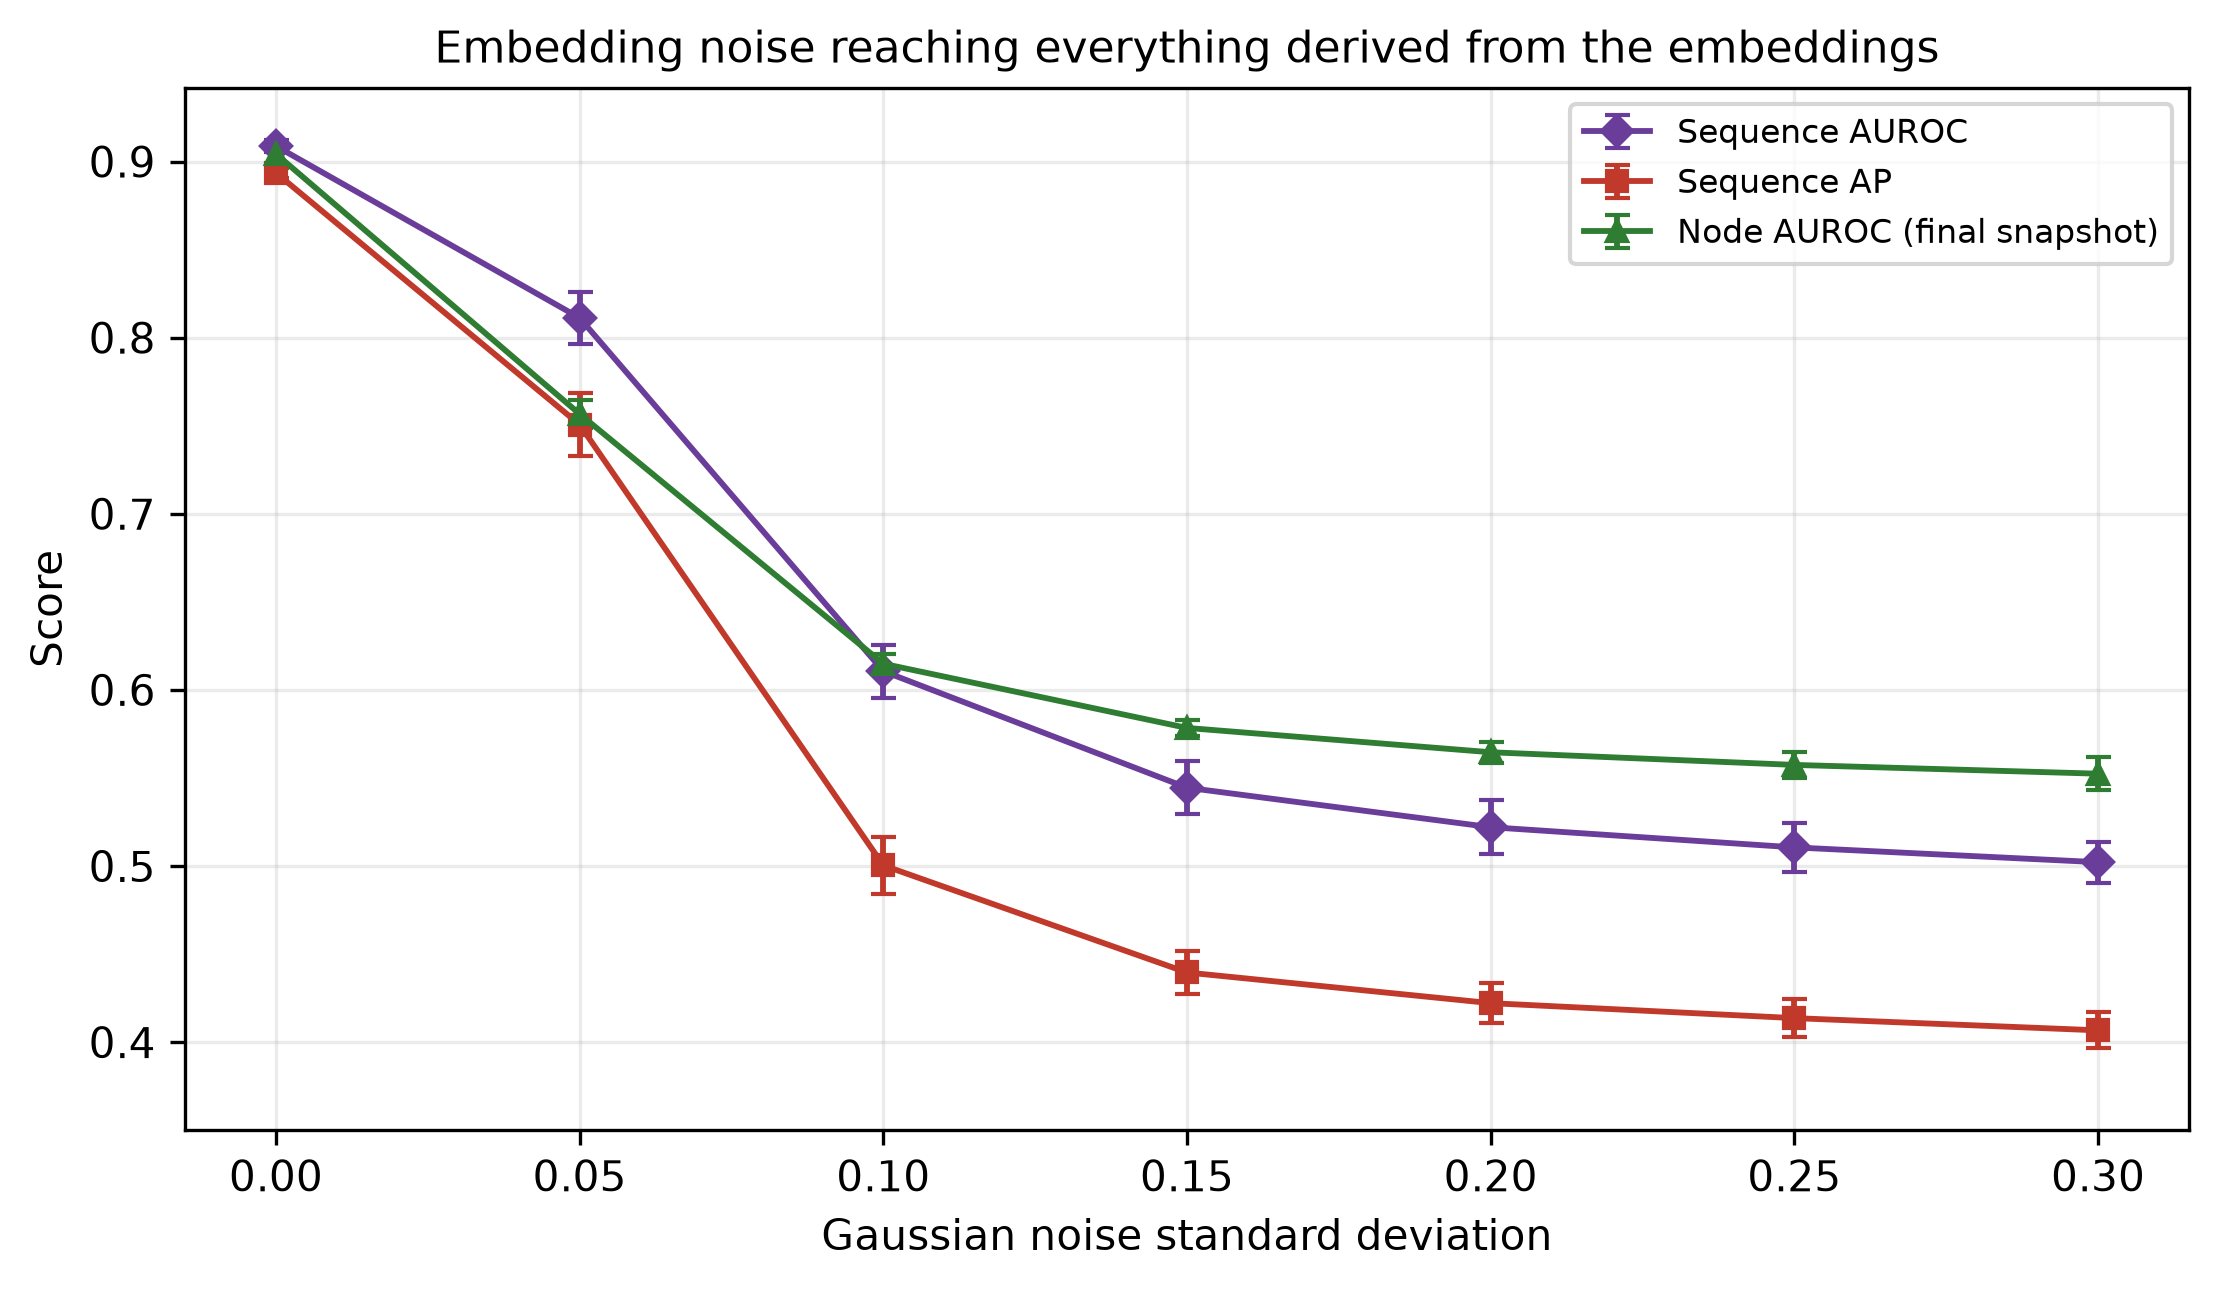 Embedding noise reaching everything derived from the embeddings
Sequence AUROC
Sequence AP
Node AUROC (final snapshot)
Score
0.9
0.8
0.7
0.6
0.5
0.4
0.00 0.05 0.10 0.15 0.20 0.25 0.30
Gaussian noise standard deviation